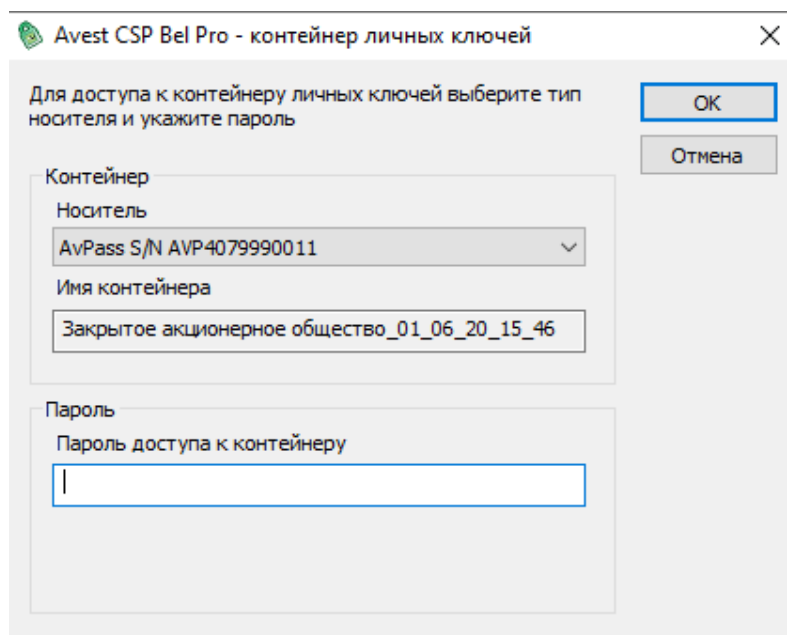 Avest CSP Bel Pro - контейнер личных ключей
Для доступа к контейнеру личных ключей выберите тип
носителя и укажите пароль
OK
Отмена
Контейнер
Носитель
AvPass S/N AVP4079990011
Имя контейнера
Закрытое акционерное общество_01_06_20_15_46
Пароль
Пароль доступа к контейнеру